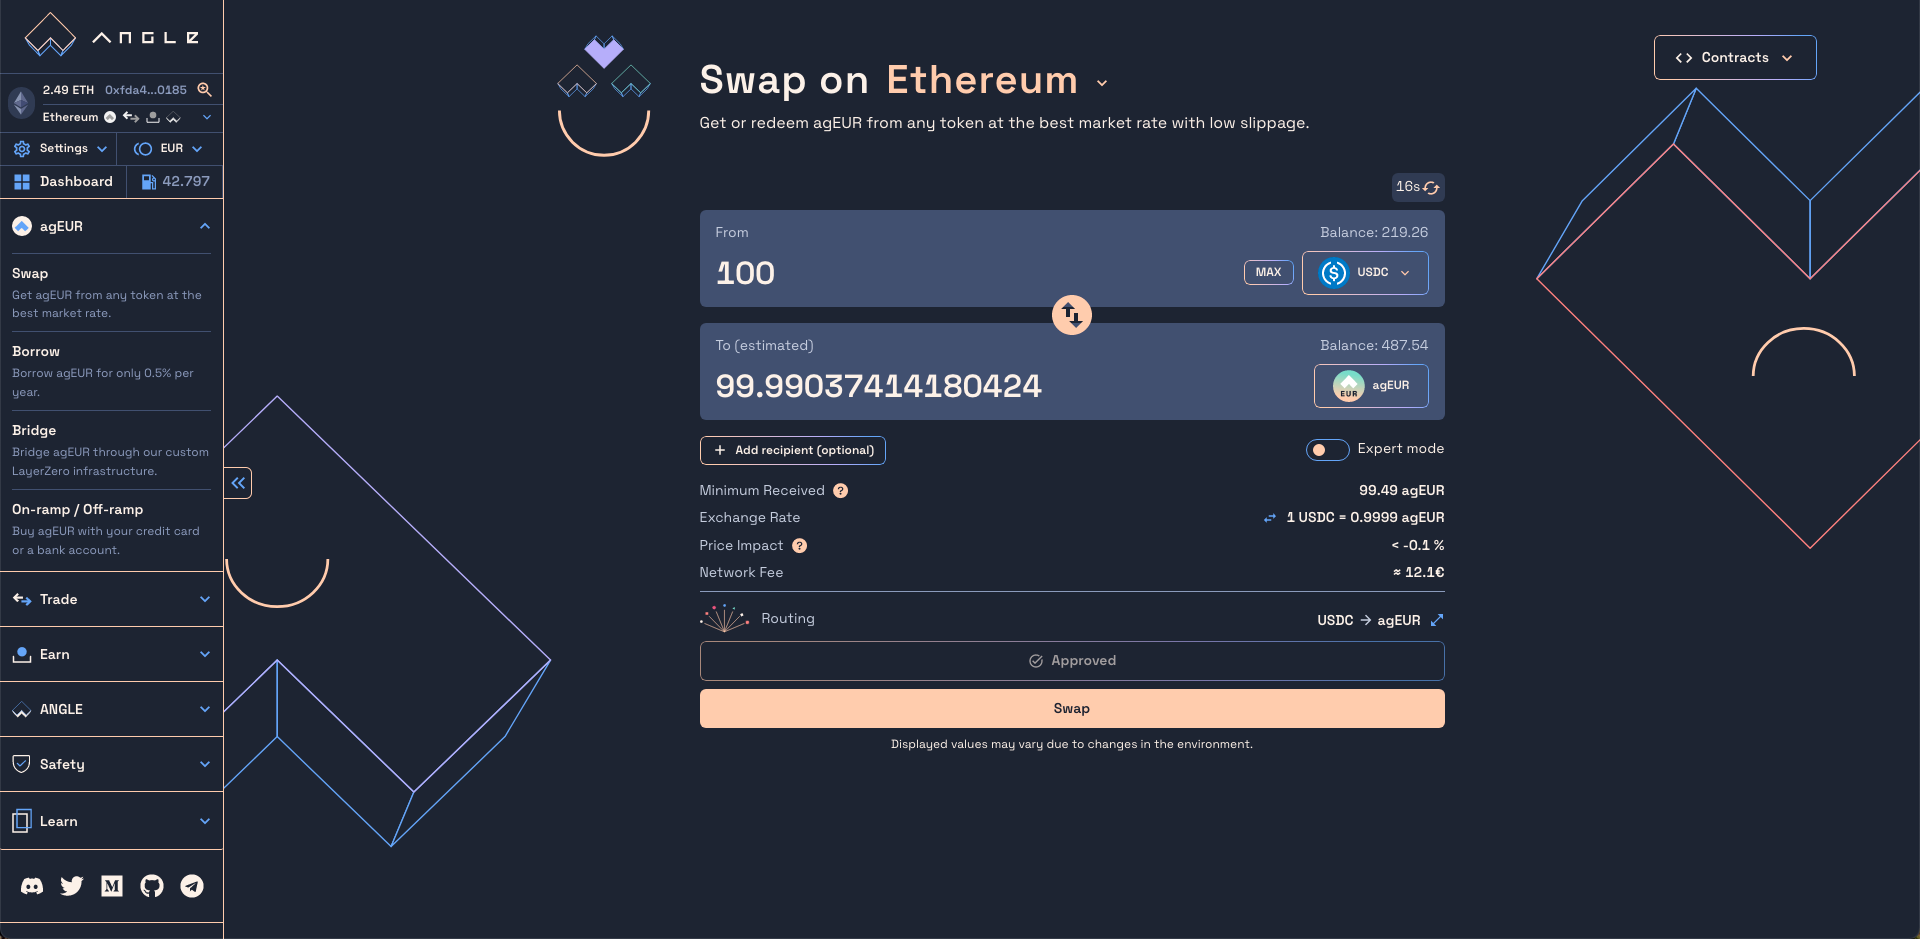 ANGLE
2.49 ETH 0xfda4...0185
Ethereum
Settings EUR
Dashboard 42.797
agEUR
Swap
Get agEUR from any token at the
best market rate.
Borrow
Borrow agEUR for only 0.5% per
year.
Bridge
Bridge agEUR through our custom
LayerZero infrastructure.
On-ramp / Off-ramp
Buy agEUR with your credit card
or a bank account.
Trade
Earn
ANGLE
Safety
Learn
Swap on Ethereum
Get or redeem agEUR from any token at the best market rate with low slippage.
Contracts
16s
From Balance: 219.26
100 MAX USDC
To (estimated) Balance: 487.54
99.99037414180424 EUR agEUR
+ Add recipient (optional) Expert mode
Minimum Received ? 99.49 agEUR
Exchange Rate 1 USDC = 0.9999 agEUR
Price Impact ? < -0.1 %
Network Fee ≈ 12.1€
Routing USDC → agEUR
Approved
Swap
Displayed values may vary due to changes in the environment.